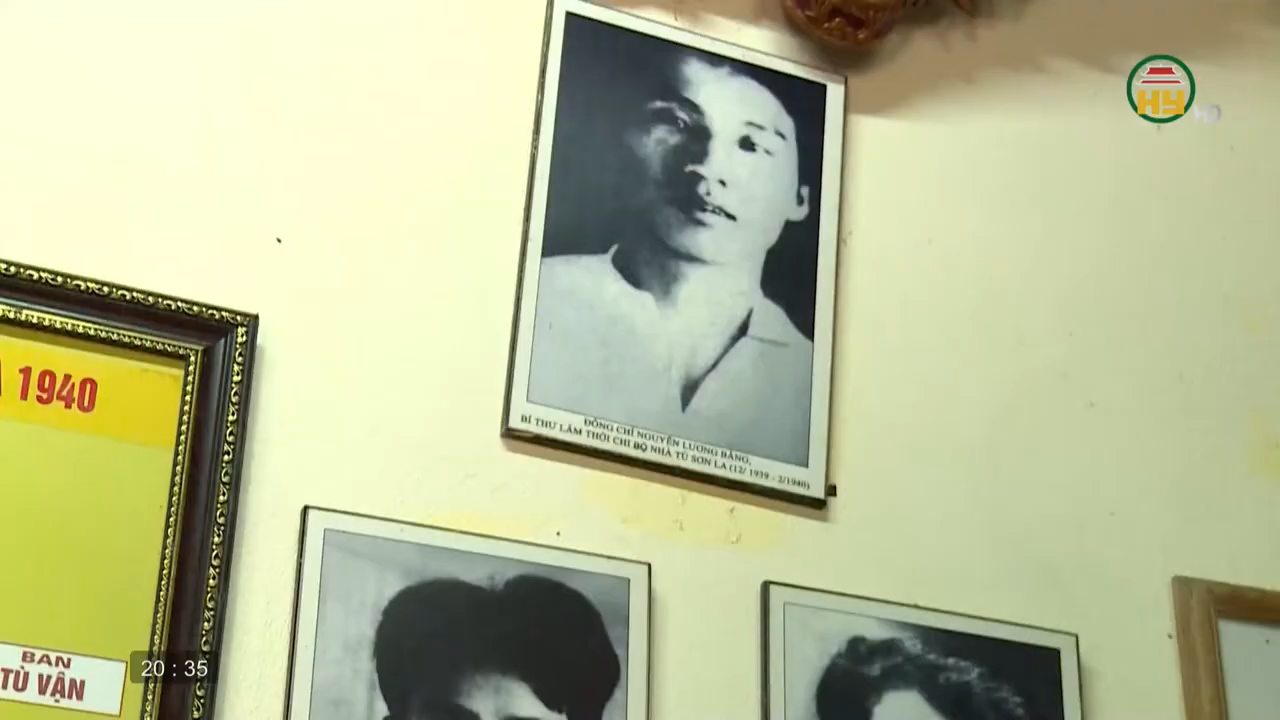 HY HD
1940
ĐỒNG CHÍ NGUYỄN LƯƠNG BẰNG,
BÍ THƯ LÂM THỜI CHI BỘ NHÀ TÙ SƠN LA (12/ 1939 - 2/1940)
BAN
TÙ VẬN
20 : 35